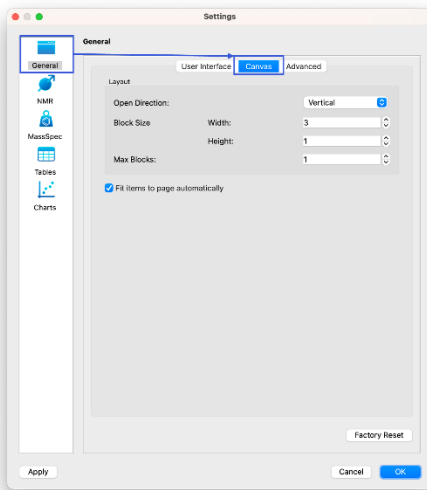 Settings
General
General
NMR
MassSpec
Tables
Charts
User Interface Canvas Advanced
Layout
Open Direction: Vertical
Block Size Width: 3
Height: 1
Max Blocks: 1
Fit items to page automatically
Factory Reset
Apply Cancel OK